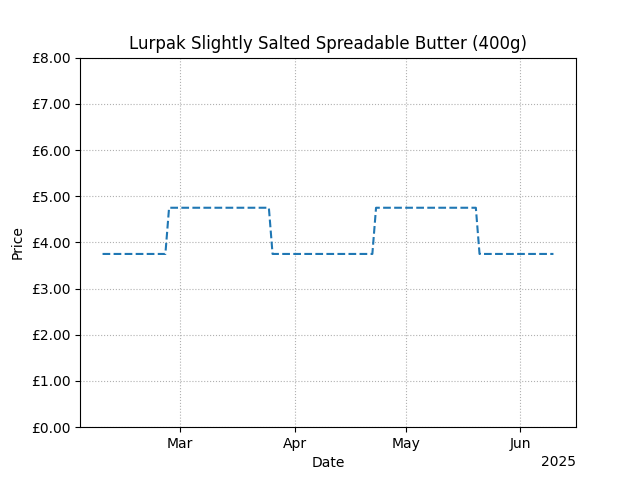 Lurpak Slightly Salted Spreadable Butter (400g)
£8.00
£7.00
£6.00
£5.00
£4.00
£3.00
£2.00
£1.00
£0.00
Price
Mar Apr May Jun
Date
2025